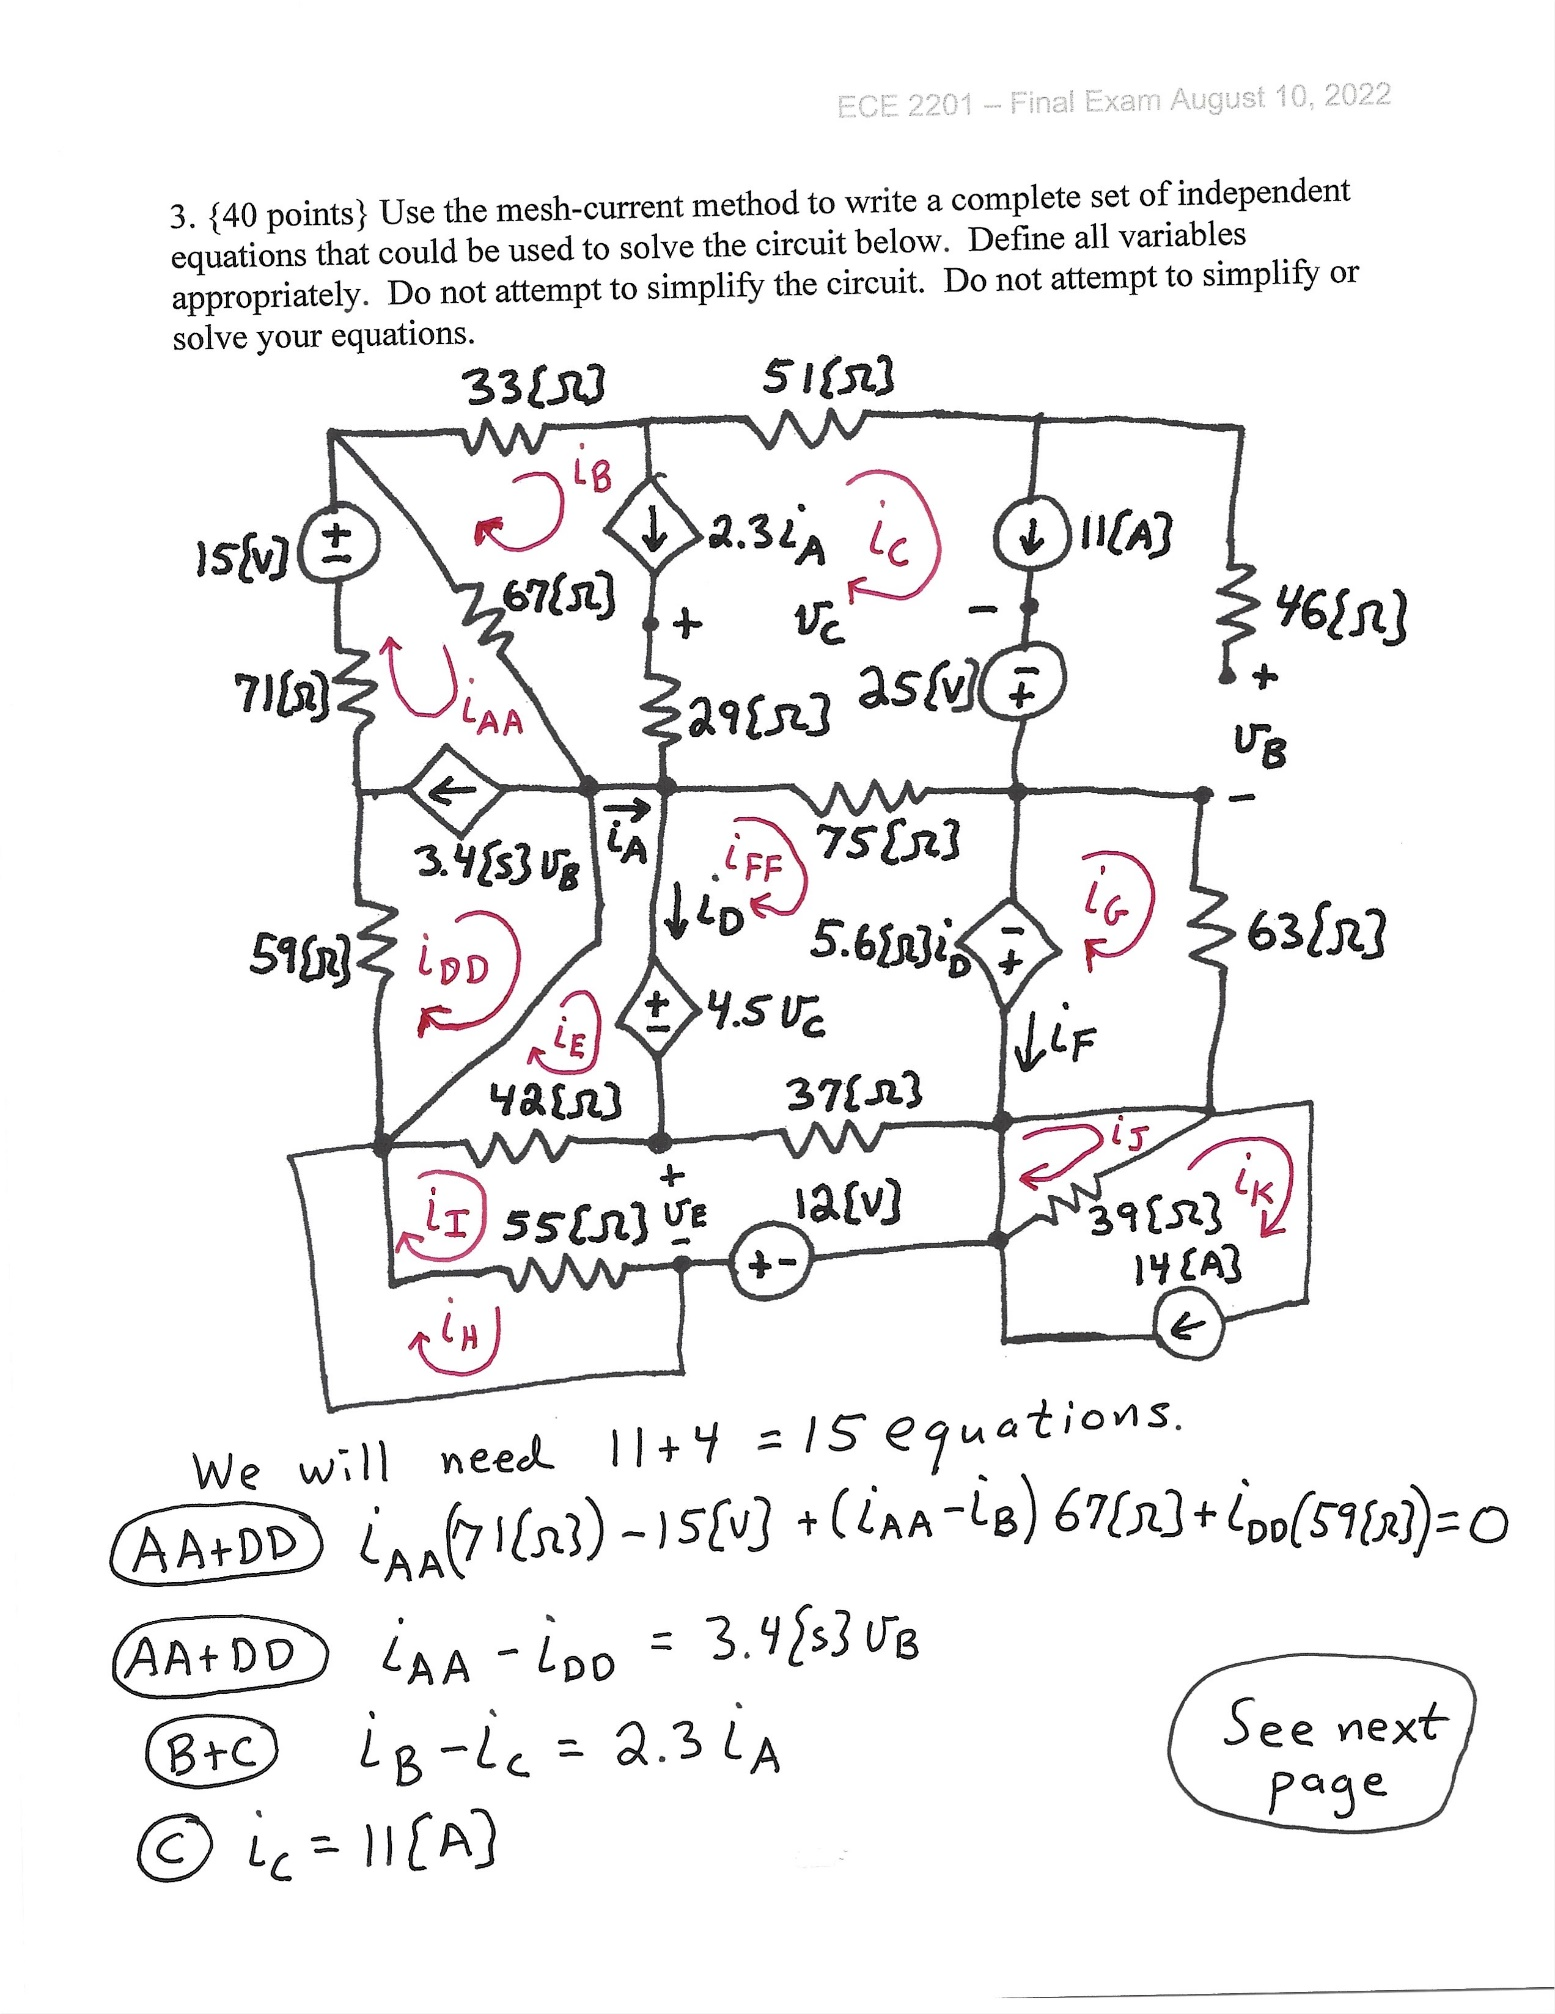 ECE 2201 – Final Exam August 10, 2022
3. {40 points} Use the mesh-current method to write a complete set of independent
equations that could be used to solve the circuit below. Define all variables
appropriately. Do not attempt to simplify the circuit. Do not attempt to simplify or
solve your equations.
33{Ω}
51{Ω}
iB
15{V}
+
-
2.3iA
iC
11{A}
67{Ω}
+
vC
-
46{Ω}
71{Ω}
iAA
29{Ω}
25{V}
-
+
+
vB
-
3.4{S}vB
iA
iFF
75{Ω}
iD
iG
59{Ω}
iDD
5.6{Ω}iD
-
+
63{Ω}
iE
+
-
4.5vC
iF
42{Ω}
37{Ω}
iJ
iI
55{Ω}
+
vE
-
12{V}
+ -
39{Ω}
iK
14{A}
iH
We will need 11+4 = 15 equations.
AA+DD iAA(71{Ω}) - 15{V} + (iAA - iB) 67{Ω} + iDD(59{Ω}) = 0
AA+DD iAA - iDD = 3.4{S}vB
B+C iB - iC = 2.3 iA
C iC = 11{A}
See next
page